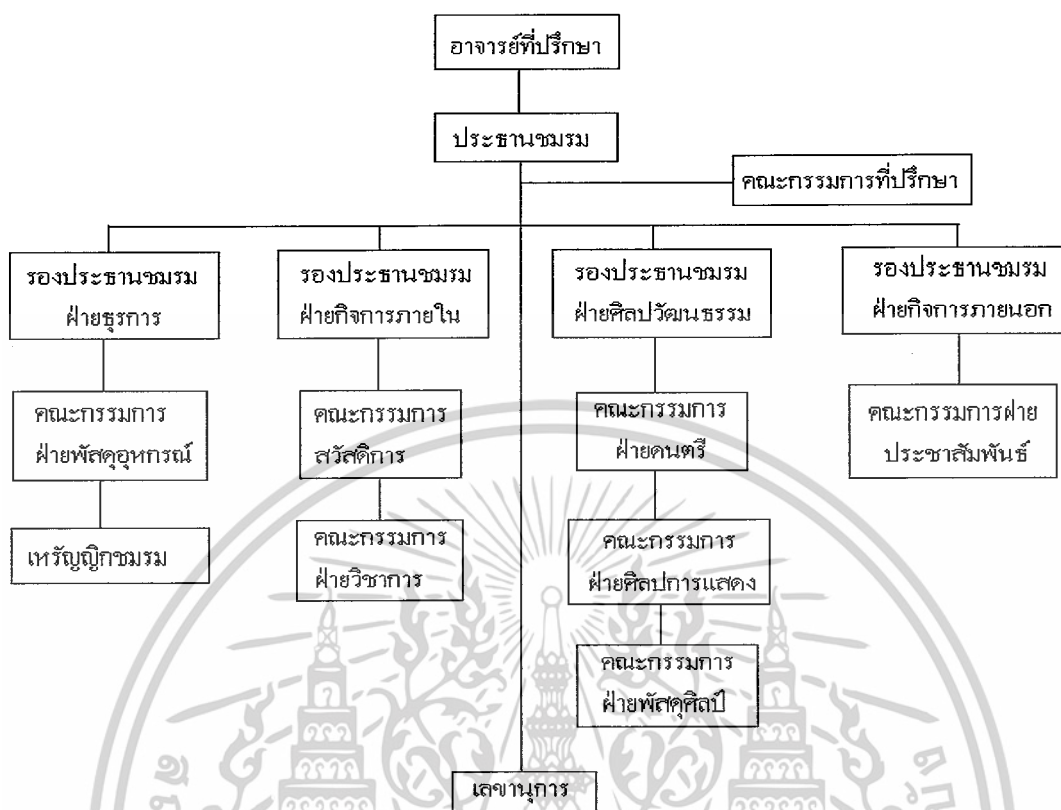 อาจารย์ที่ปรึกษา
ประธานชมรม
คณะกรรมการที่ปรึกษา
รองประธานชมรม
ฝ่ายธุรการ
รองประธานชมรม
ฝ่ายกิจการภายใน
รองประธานชมรม
ฝ่ายศิลปวัฒนธรรม
รองประธานชมรม
ฝ่ายกิจการภายนอก
คณะกรรมการ
ฝ่ายพัสดุอุหกรณ์
คณะกรรมการ
สวัสดิการ
คณะกรรมการ
ฝ่ายดนตรี
คณะกรรมการฝ่าย
ประชาสัมพันธ์
เหรัญญิกชมรม
คณะกรรมการ
ฝ่ายวิชาการ
คณะกรรมการ
ฝ่ายศิลปการแสดง
คณะกรรมการ
ฝ่ายพัสดุศิลป์
เลขานุการ